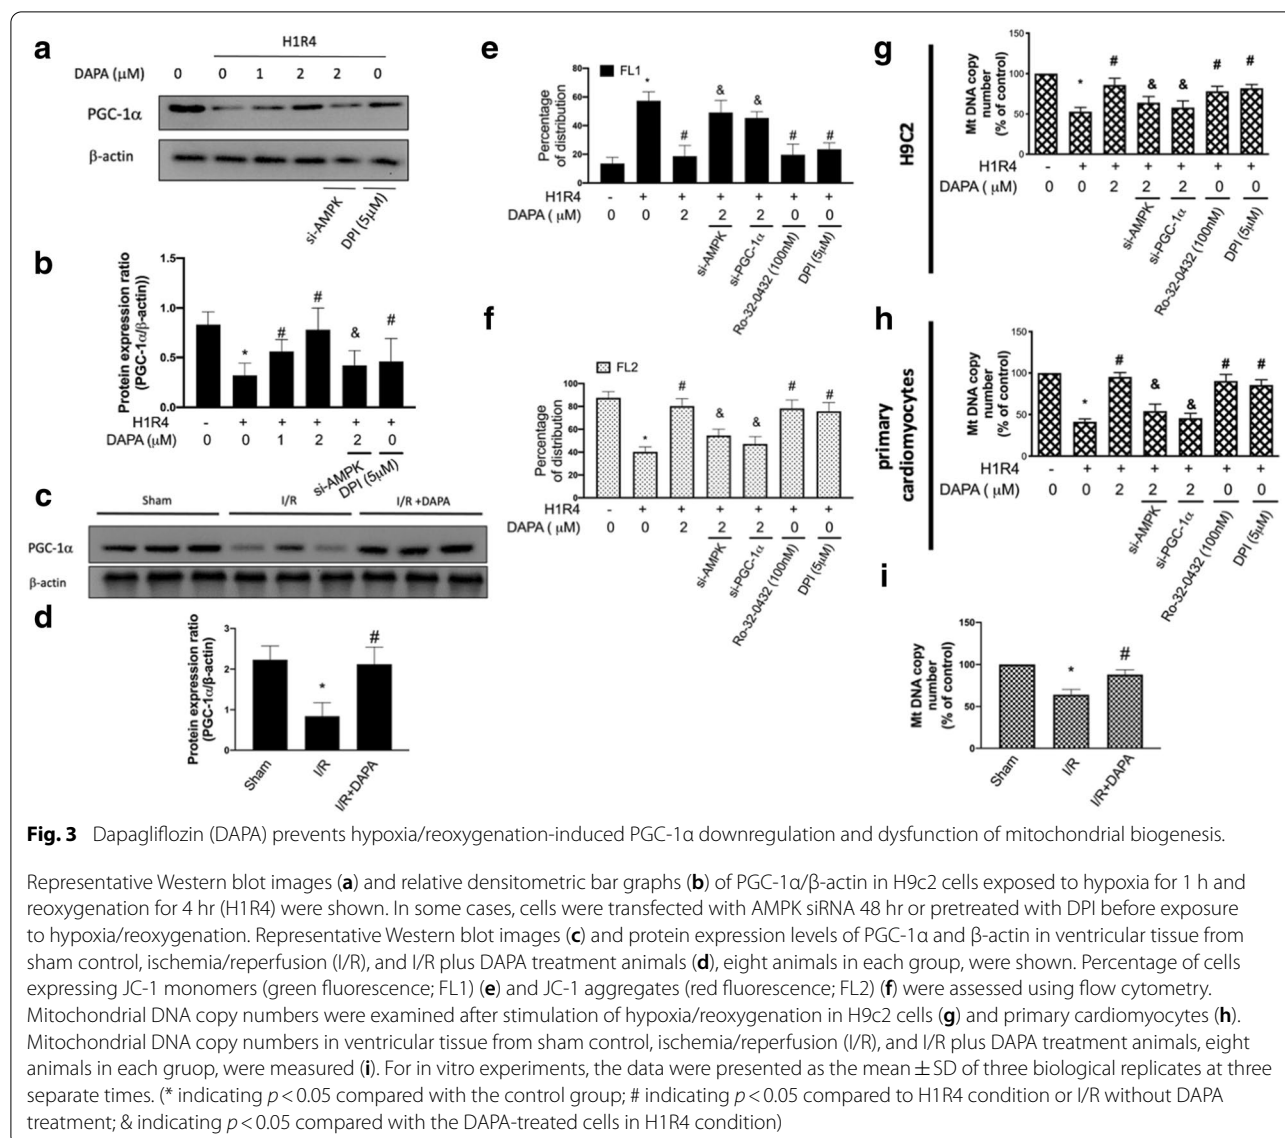 a
H1R4
DAPA (μM) 0 0 1 2 2 0
PGC-1α
β-actin
si-AMPK
DPI (5μM)
b
Protein expression ratio
(PGC-1α/β-actin))
1.5
1.0
0.5
0.0
* # # & #
H1R4 - + + + + +
DAPA (μM) 0 0 1 2 2 0
si-AMPK
DPI (5μM)
c
Sham I/R I/R +DAPA
PGC-1α
β-actin
d
Protein expression ratio
(PGC-1α/β-actin)
3
2
1
0
* #
Sham
I/R
I/R+DAPA
e
FL1
Percentage
of distribution
80
60
40
20
0
* # & & # #
H1R4 - + + + + + +
DAPA ( μM) 0 0 2 2 2 0 0
si-AMPK
si-PGC-1α
Ro-32-0432 (100nM)
DPI (5μM)
f
FL2
Percentage
of distribution
100
80
60
40
20
0
* # & & # #
H1R4 - + + + + + +
DAPA ( μM) 0 0 2 2 2 0 0
si-AMPK
si-PGC-1α
Ro-32-0432 (100nM)
DPI (5μM)
g
H9C2
Mt DNA copy
number
(% of control)
150
100
50
0
* # & & # #
H1R4 - + + + + + +
DAPA ( μM) 0 0 2 2 2 0 0
si-AMPK
si-PGC-1α
Ro-32-0432 (100nM)
DPI (5μM)
h
primary
cardiomyocytes
Mt DNA copy
number
(% of control)
150
100
50
0
* # & & # #
H1R4 - + + + + + +
DAPA ( μM) 0 0 2 2 2 0 0
si-AMPK
si-PGC-1α
Ro-32-0432 (100nM)
DPI (5μM)
i
Mt DNA copy
number
(% of control)
150
100
50
0
* #
Sham
I/R
I/R+DAPA
Fig. 3 Dapagliflozin (DAPA) prevents hypoxia/reoxygenation-induced PGC-1α downregulation and dysfunction of mitochondrial biogenesis.
Representative Western blot images (a) and relative densitometric bar graphs (b) of PGC-1α/β-actin in H9c2 cells exposed to hypoxia for 1 h and
reoxygenation for 4 hr (H1R4) were shown. In some cases, cells were transfected with AMPK siRNA 48 hr or pretreated with DPI before exposure
to hypoxia/reoxygenation. Representative Western blot images (c) and protein expression levels of PGC-1α and β-actin in ventricular tissue from
sham control, ischemia/reperfusion (I/R), and I/R plus DAPA treatment animals (d), eight animals in each group, were shown. Percentage of cells
expressing JC-1 monomers (green fluorescence; FL1) (e) and JC-1 aggregates (red fluorescence; FL2) (f) were assessed using flow cytometry.
Mitochondrial DNA copy numbers were examined after stimulation of hypoxia/reoxygenation in H9c2 cells (g) and primary cardiomyocytes (h).
Mitochondrial DNA copy numbers in ventricular tissue from sham control, ischemia/reperfusion (I/R), and I/R plus DAPA treatment animals, eight
animals in each gruop, were measured (i). For in vitro experiments, the data were presented as the mean ± SD of three biological replicates at three
separate times. (* indicating p < 0.05 compared with the control group; # indicating p < 0.05 compared to H1R4 condition or I/R without DAPA
treatment; & indicating p < 0.05 compared with the DAPA-treated cells in H1R4 condition)